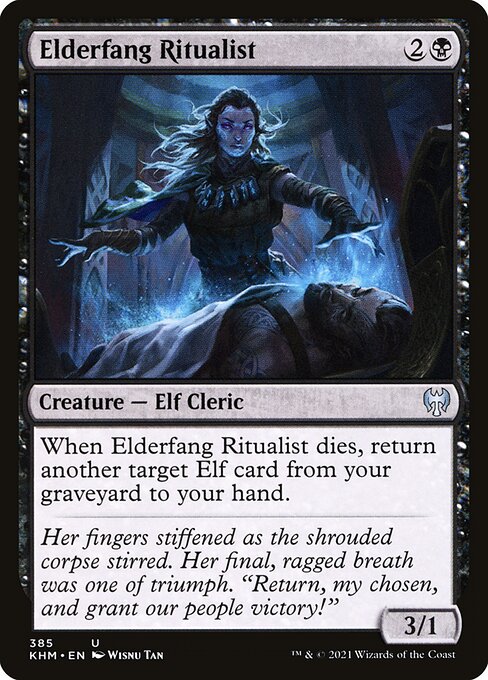 Elderfang Ritualist 2
Creature — Elf Cleric
When Elderfang Ritualist dies, return
another target Elf card from your
graveyard to your hand.
Her fingers stiffened as the shrouded
corpse stirred. Her final, ragged breath
was one of triumph. “Return, my chosen,
and grant our people victory!”
3/1
385 U
KHM • EN Wisnu Tan
™ & © 2021 Wizards of the Coast